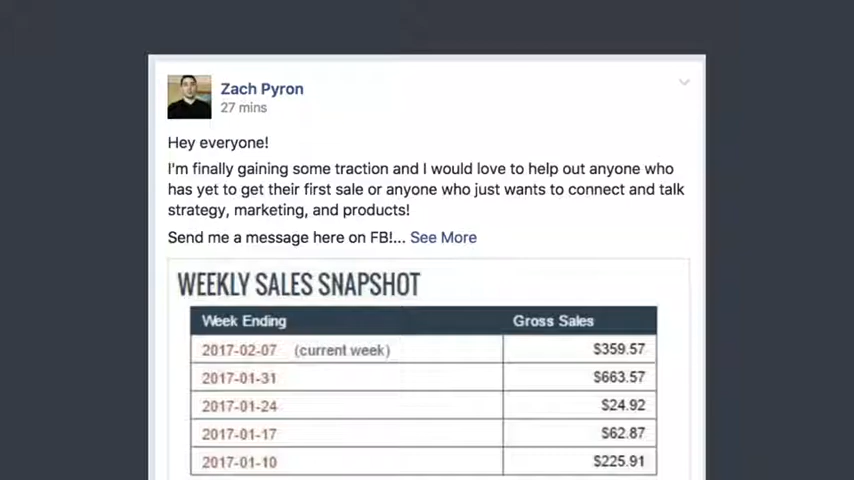 Zach Pyron
27 mins
Hey everyone!
I'm finally gaining some traction and I would love to help out anyone who
has yet to get their first sale or anyone who just wants to connect and talk
strategy, marketing, and products!
Send me a message here on FB!... See More
WEEKLY SALES SNAPSHOT
Week Ending Gross Sales
2017-02-07 (current week) $359.57
2017-01-31 $663.57
2017-01-24 $24.92
2017-01-17 $62.87
2017-01-10 $225.91